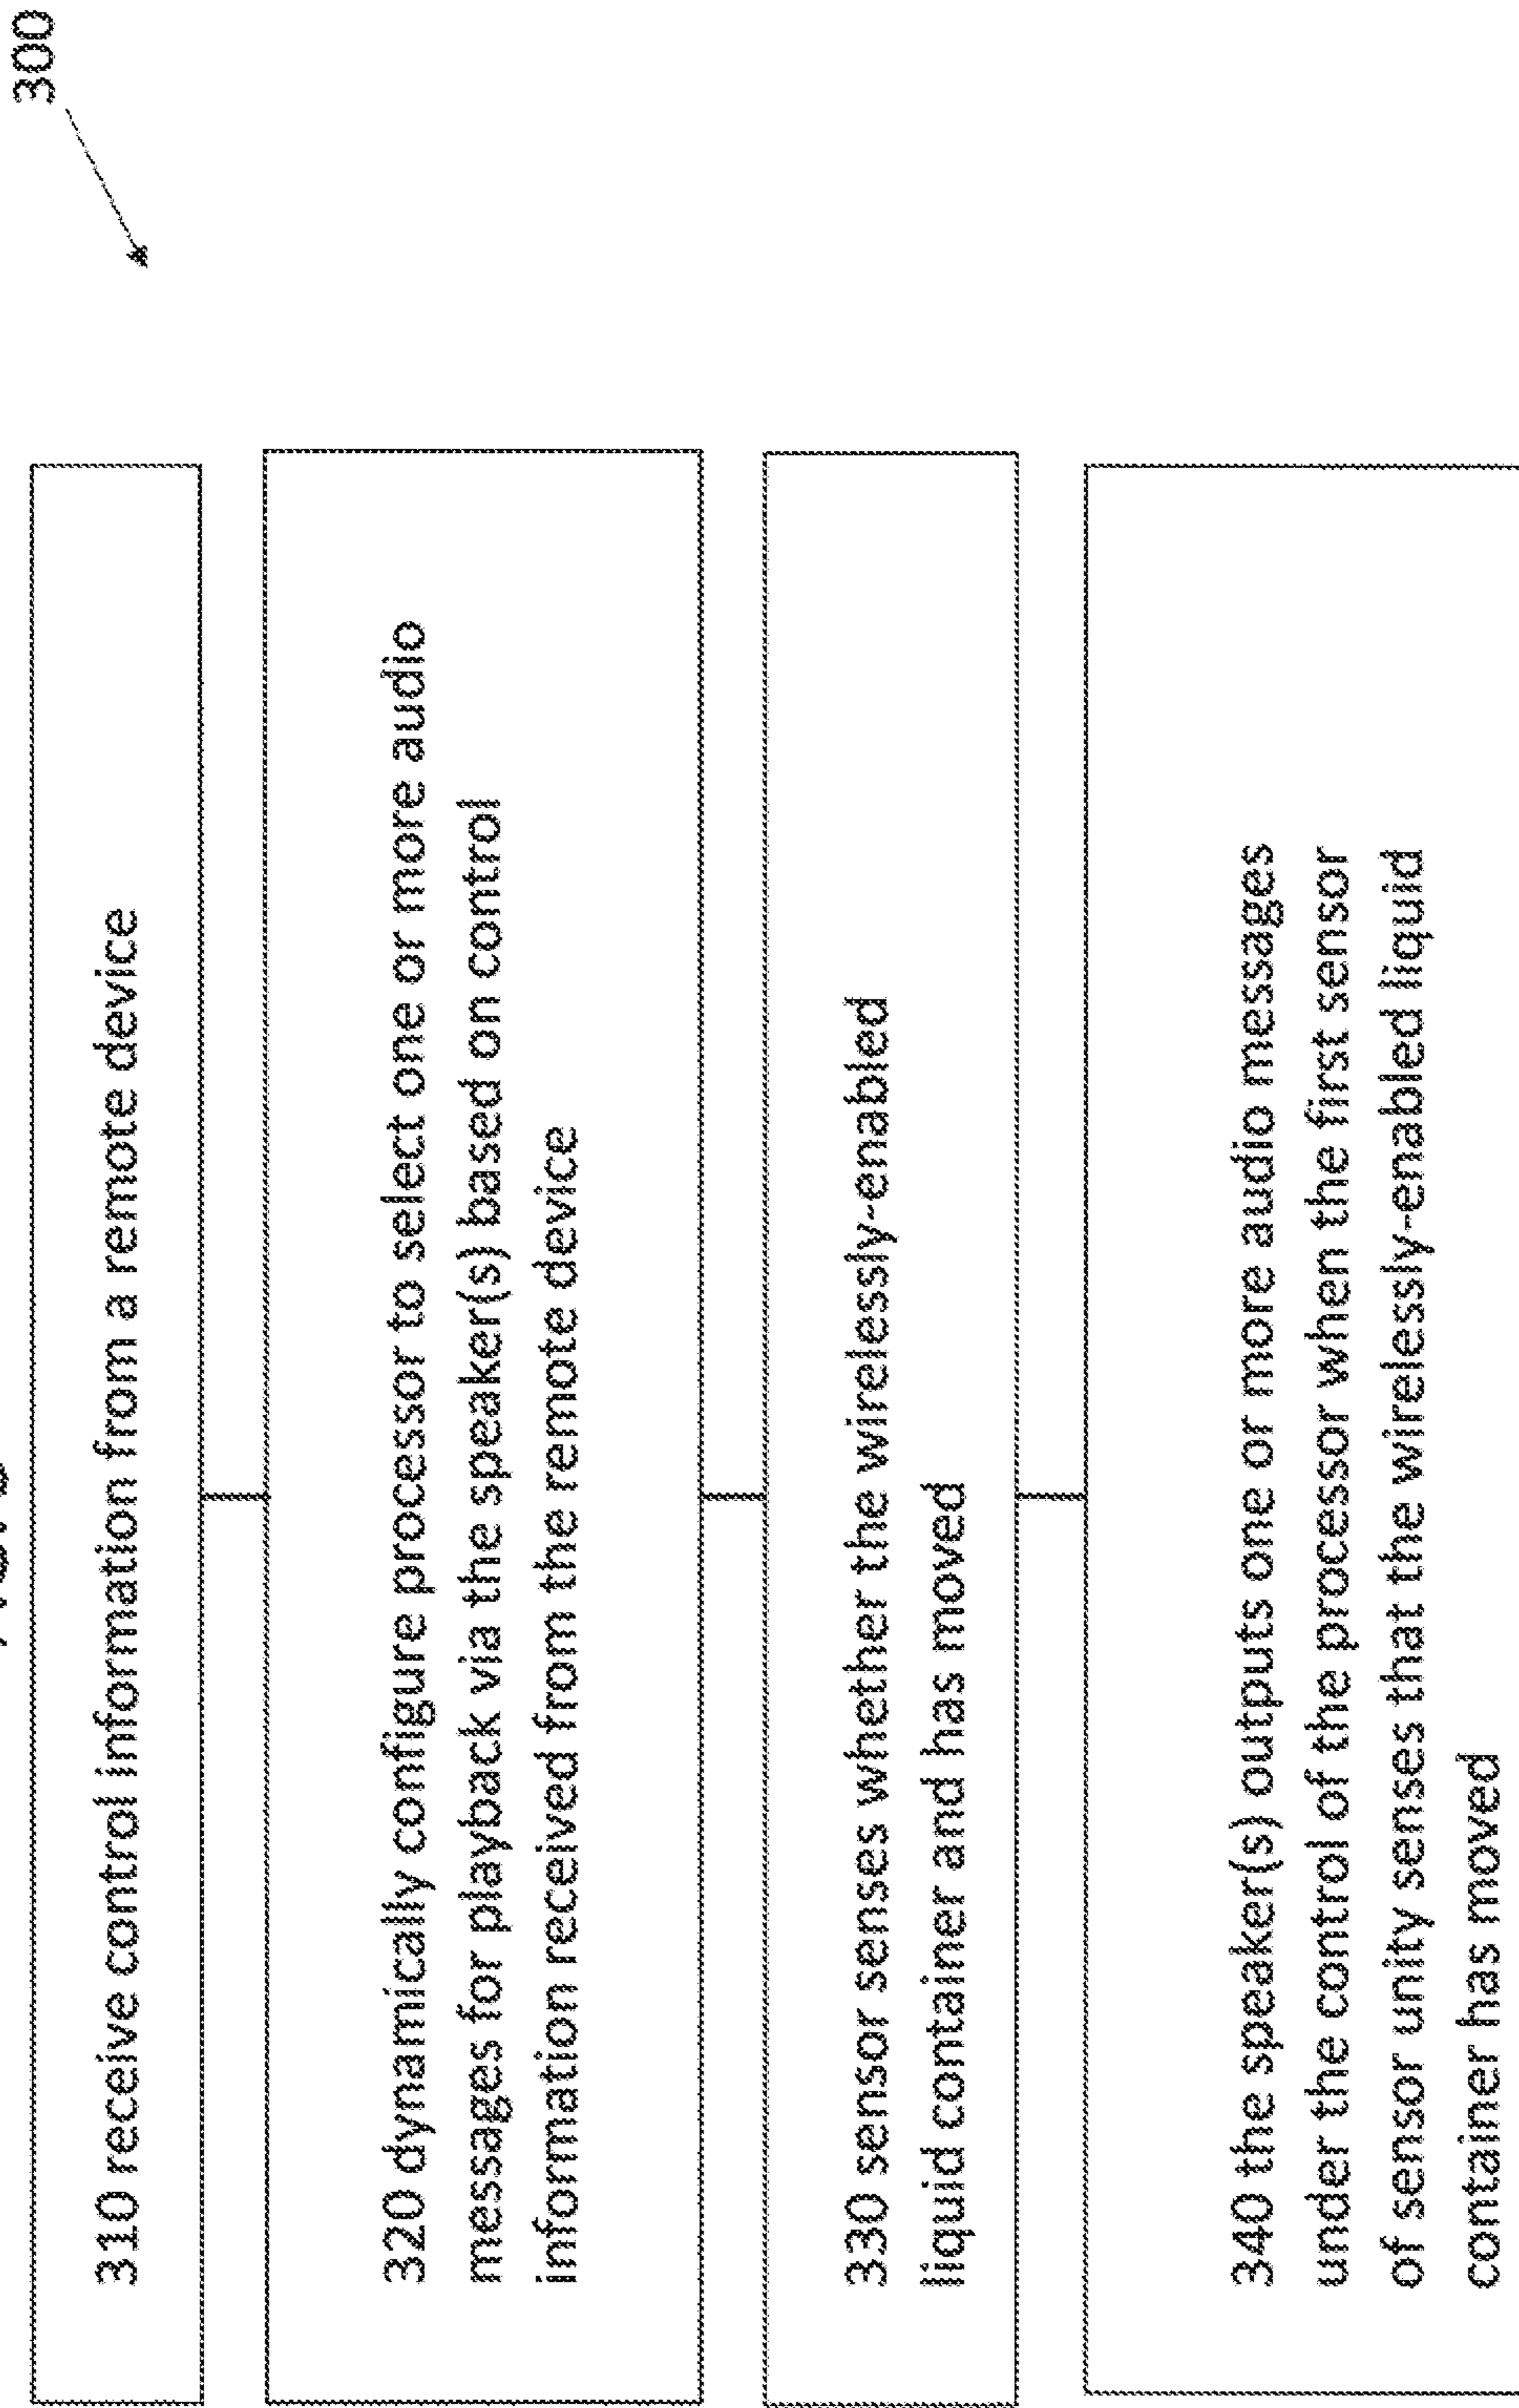 300
310 receive control information from a remote device
320 dynamically configure processor to select one or more audio
messages for playback via the speaker(s) based on control
information received from the remote device
330 sensor senses whether the wirelessly-enabled
liquid container and has moved
340 the speaker(s) outputs one or more audio messages
under the control of the processor when the first sensor
of sensor unity senses that the wirelessly-enabled liquid
container has moved